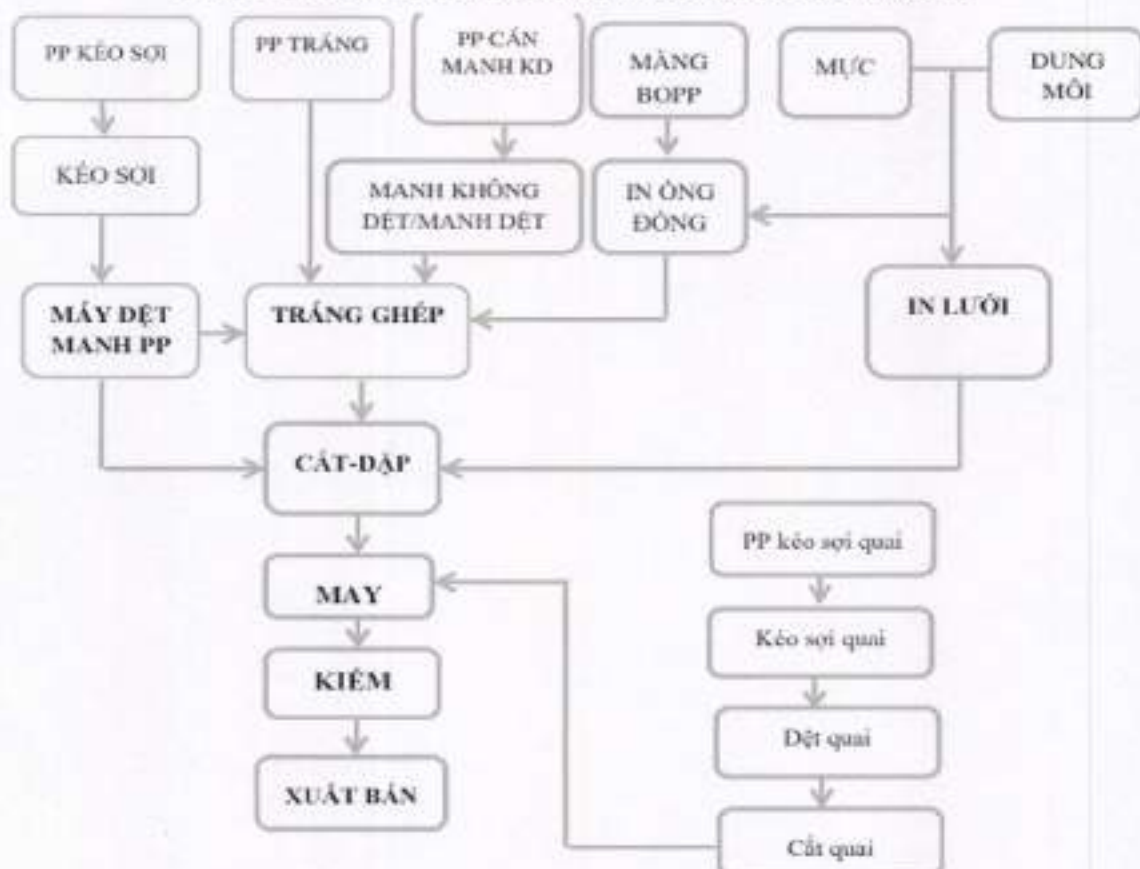 PP KÉO SỢI
PP TRÁNG
PP CÁN
MANH KD
MÀNG
BOPP
MỰC
DUNG
MÔI
KÉO SỢI
MANH KHÔNG
DỆT/MANH DỆT
IN ỐNG
ĐỒNG
MÁY DỆT
MANH PP
TRÁNG GHÉP
IN LƯỚI
CẮT-DẬP
PP kéo sợi quai
MAY
Kéo sợi quai
KIỂM
Dệt quai
XUẤT BÁN
Cắt quai